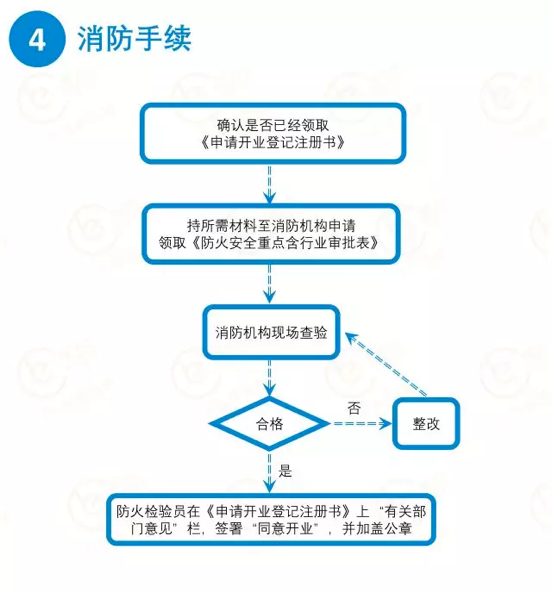 4 消防手续
确认是否已经领取
《申请开业登记注册书》
持所需材料至消防机构申请
领取《防火安全重点含行业审批表》
消防机构现场查验
合格
否
整改
是
防火检验员在《申请开业登记注册书》上“有关部
门意见”栏，签署“同意开业”，并加盖公章